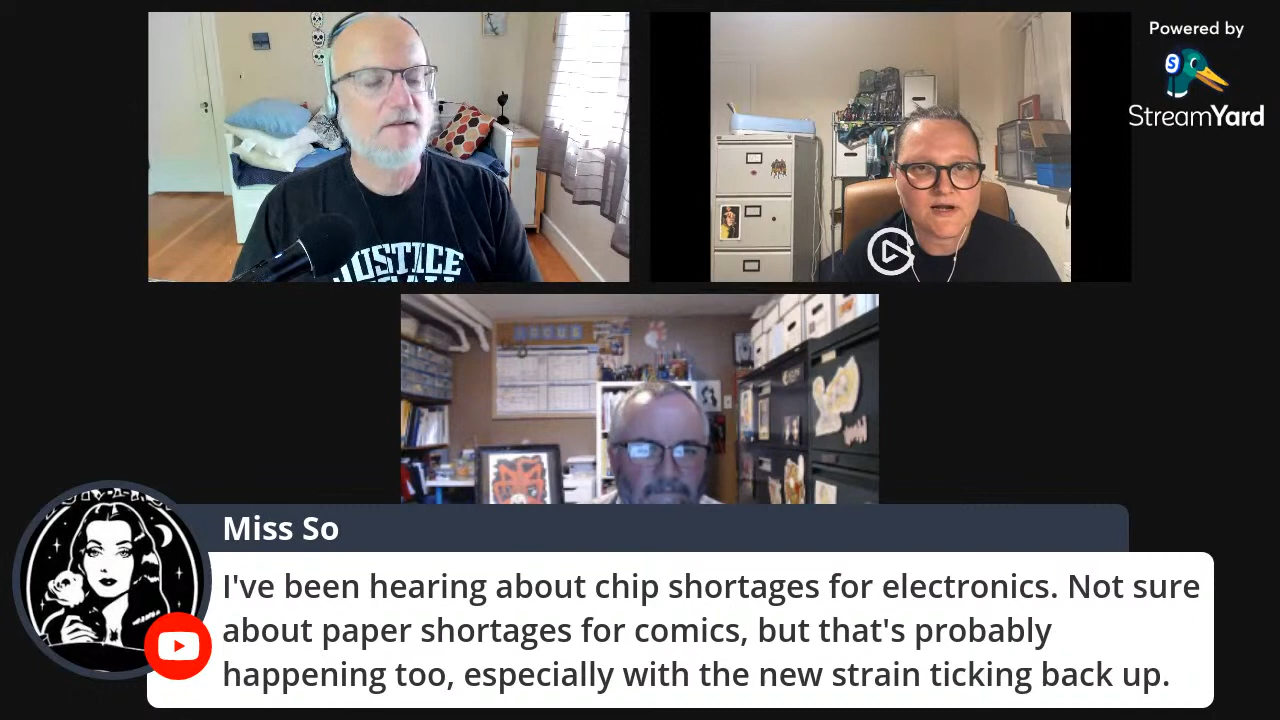 Powered by
StreamYard
JUSTICE
Miss So
I've been hearing about chip shortages for electronics. Not sure
about paper shortages for comics, but that's probably
happening too, especially with the new strain ticking back up.